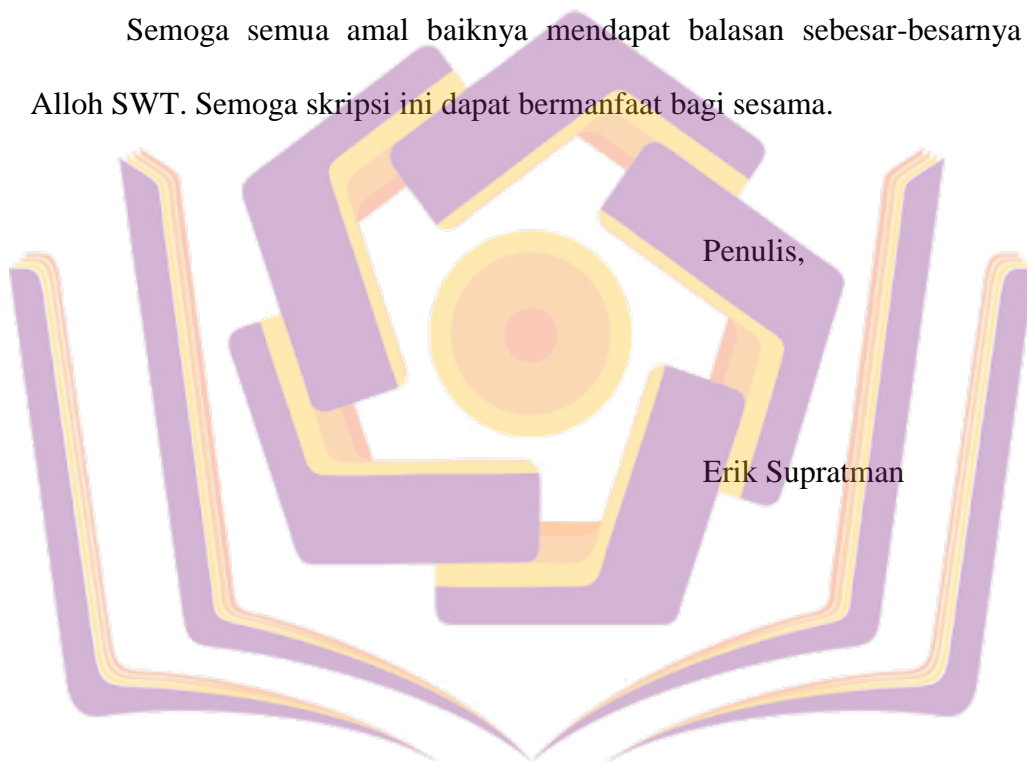 Semoga semua amal baiknya mendapat balasan sebesar-besarnya
Alloh SWT. Semoga skripsi ini dapat bermanfaat bagi sesama.
Penulis,
Erik Supratman